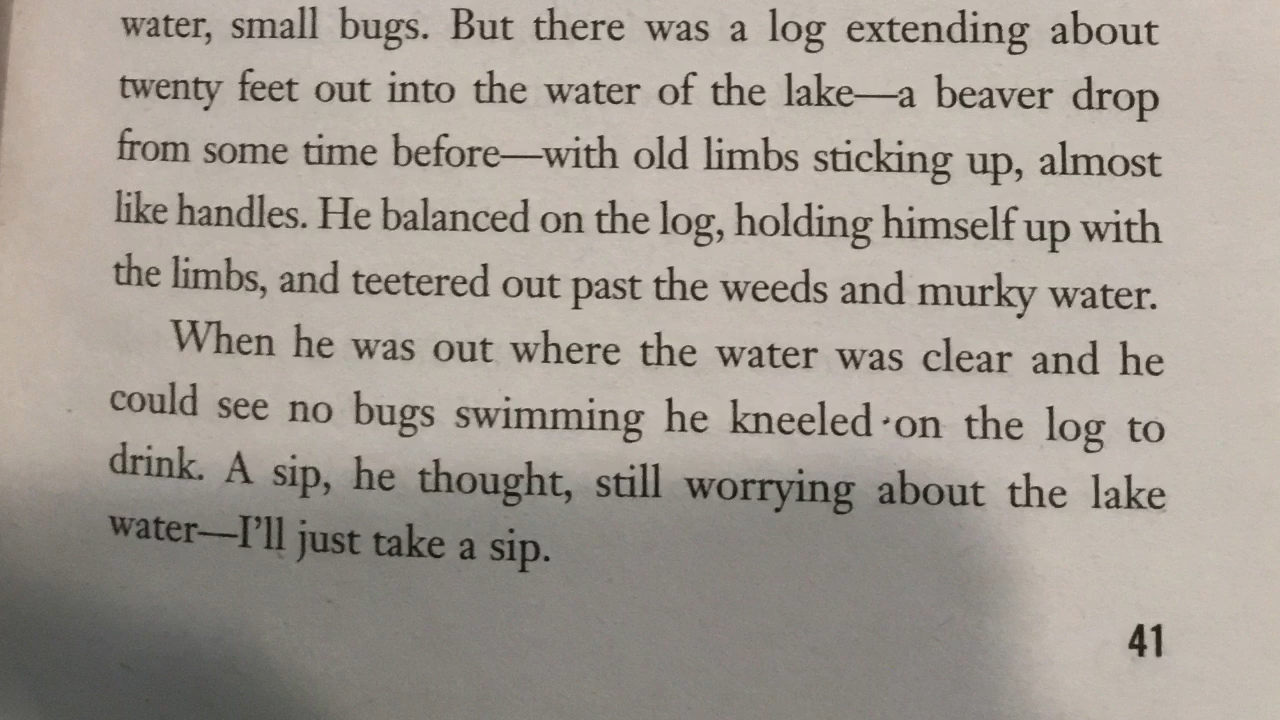 water, small bugs. But there was a log extending about
twenty feet out into the water of the lake—a beaver drop
from some time before—with old limbs sticking up, almost
like handles. He balanced on the log, holding himself up with
the limbs, and teetered out past the weeds and murky water.
When he was out where the water was clear and he
could see no bugs swimming he kneeled on the log to
drink. A sip, he thought, still worrying about the lake
water—I'll just take a sip.
41